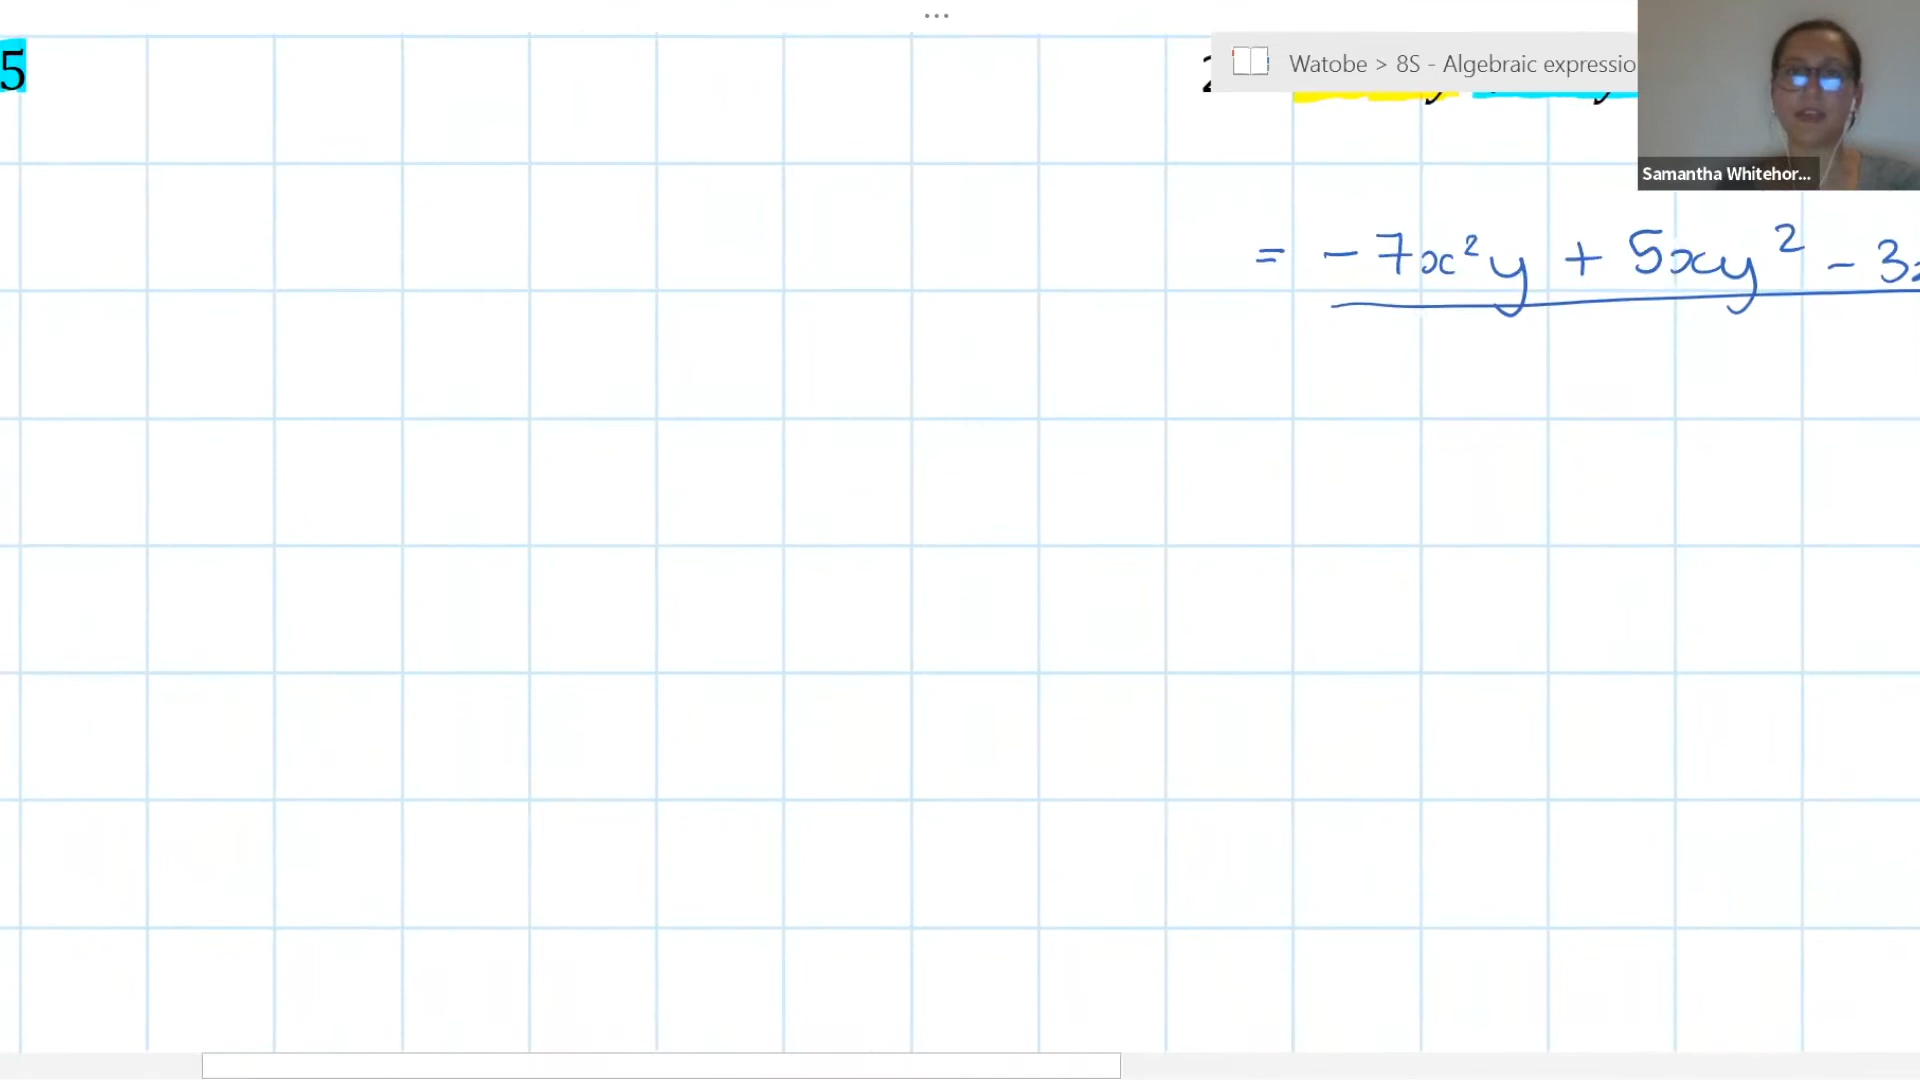 5
Watobe > 8S - Algebraic expressio
Samantha Whitehor...
= - 7x²y + 5xy² - 3